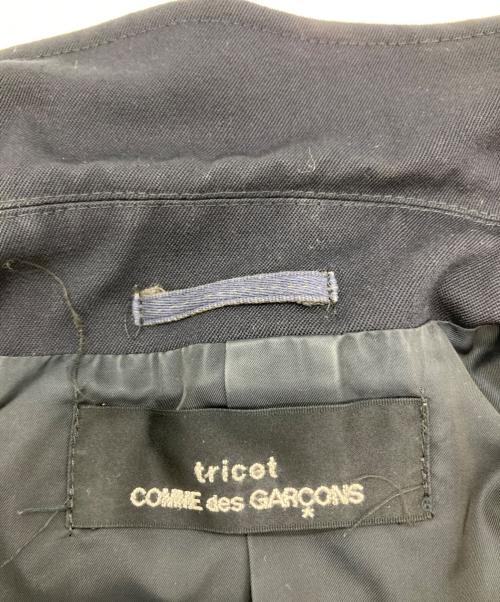 tricot
COMME des GARÇONS
*